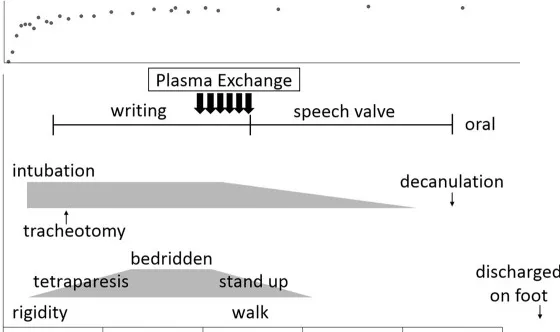 Plasma Exchange
writing
speech valve
oral
intubation
decanulation
tracheotomy
bedridden
tetraparesis
stand up
discharged
on foot
rigidity
walk